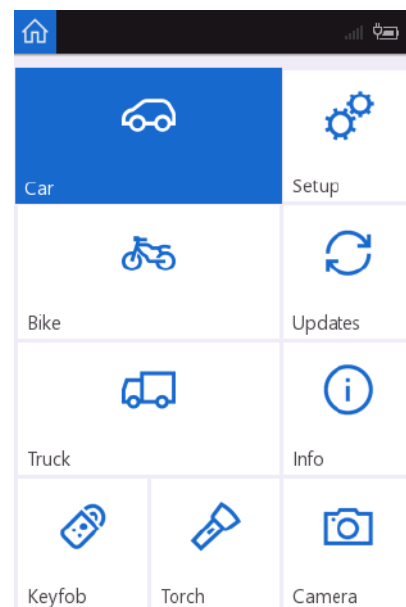 Car
Setup
Bike
Updates
Truck
Info
Keyfob
Torch
Camera